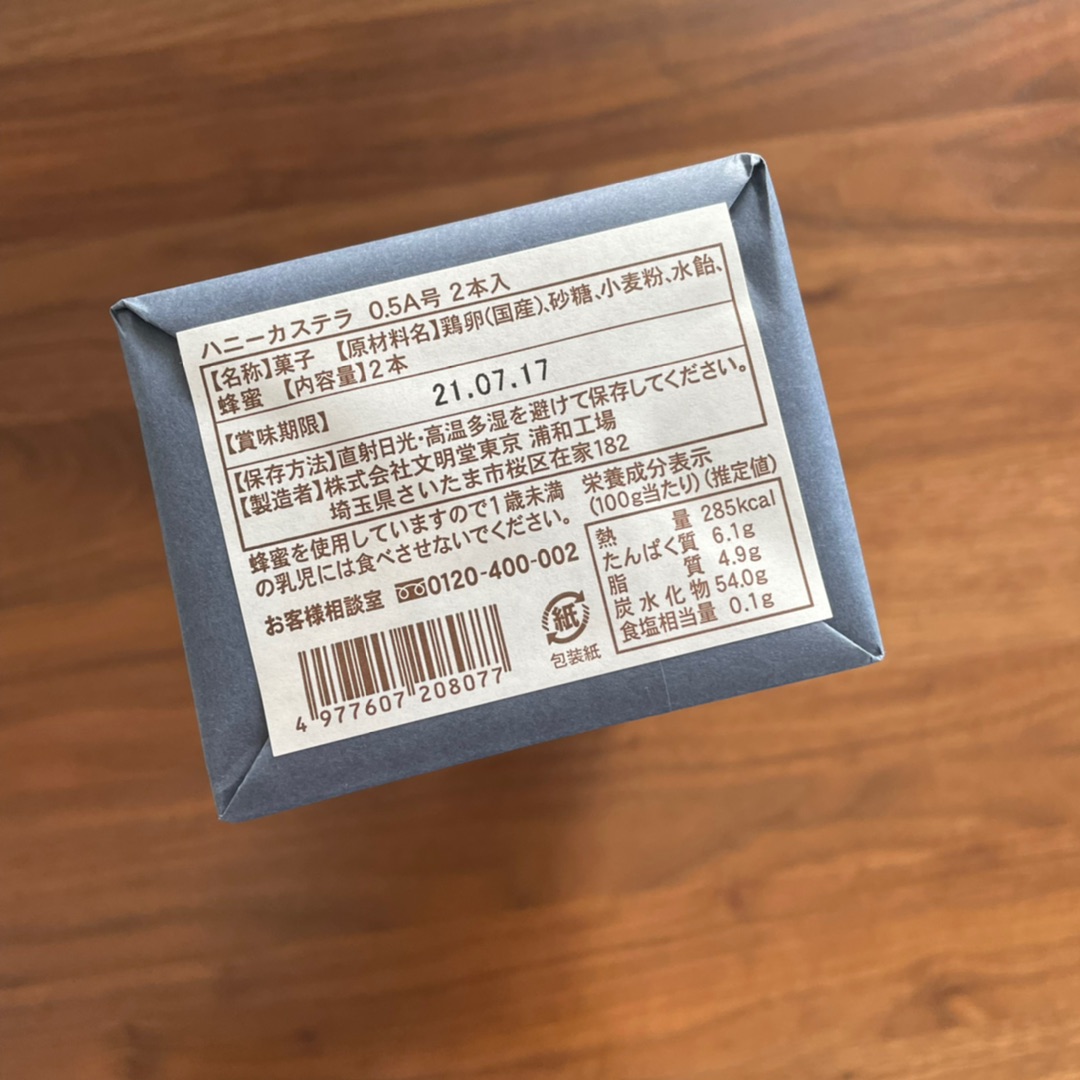 ハニーカステラ 0.5A号 2本入
【名称】菓子 【原材料名】鶏卵(国産)、砂糖、小麦粉、水飴、
蜂蜜 【内容量】2本
【賞味期限】 21.07.17
【保存方法】直射日光・高温多湿を避けて保存してください。
【製造者】株式会社文明堂東京 浦和工場
埼玉県さいたま市桜区在家182
蜂蜜を使用していますので1歳未満
の乳児には食べさせないでください。
お客様相談室 0120-400-002
4 977607 208077
紙
包装紙
栄養成分表示
(100g当たり)(推定値)
熱量 285kcal
たんぱく質 6.1g
脂質 4.9g
炭水化物 54.0g
食塩相当量 0.1g